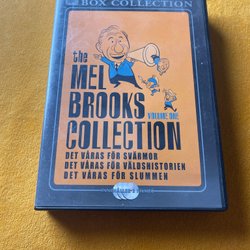 BOX COLLECTION
the
MEL
BROOKS
VOLUME ONE
COLLECTION
DET VÅRAS FÖR SVÄRMOR
DET VÅRAS FÖR VÄLDSHISTORIEN
DET VÅRAS FÖR SLUMMEN